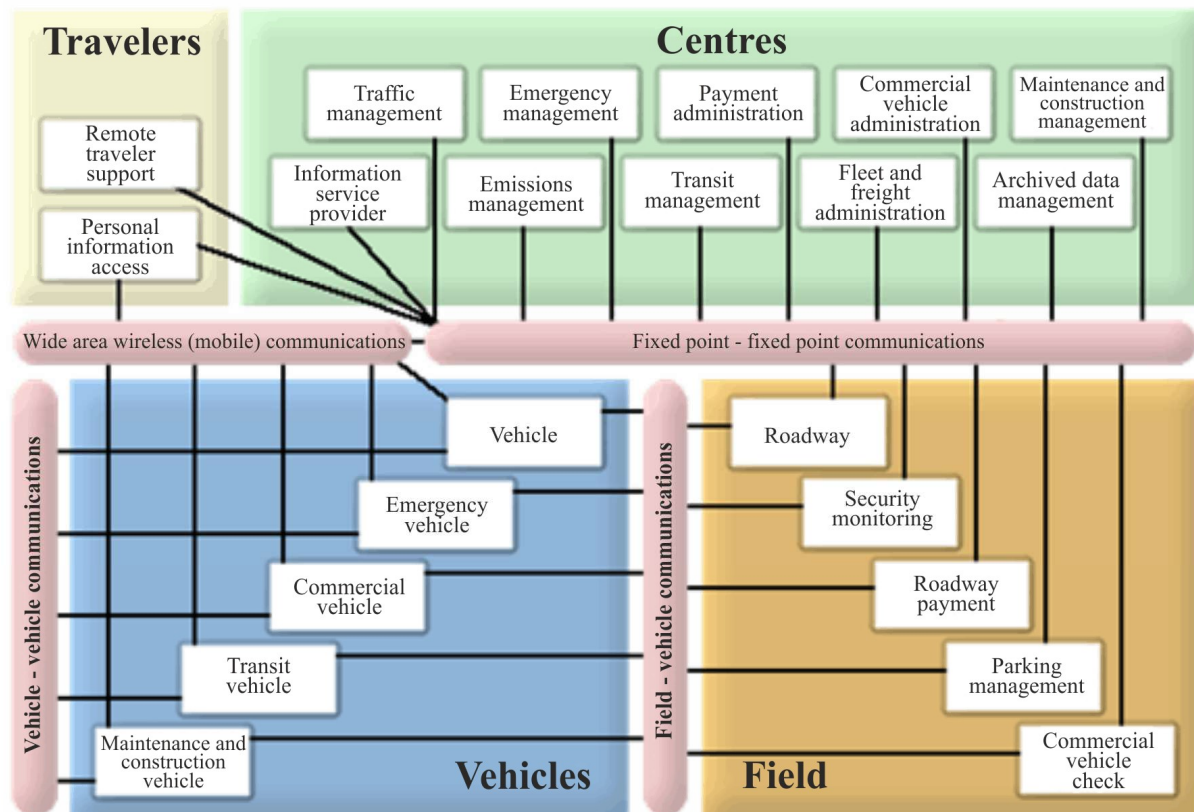 Travelers
Centres
Traffic
management
Emergency
management
Payment
administration
Commercial
vehicle
administration
Maintenance and
construction
management
Remote
traveler
support
Information
service
provider
Emissions
management
Transit
management
Fleet and
freight
administration
Archived data
management
Personal
information
access
Wide area wireless (mobile) communications
Fixed point - fixed point communications
Vehicle - vehicle communications
Vehicle
Emergency
vehicle
Commercial
vehicle
Transit
vehicle
Maintenance and
construction
vehicle
Vehicles
Field - vehicle communications
Roadway
Security
monitoring
Roadway
payment
Parking
management
Commercial
vehicle
check
Field